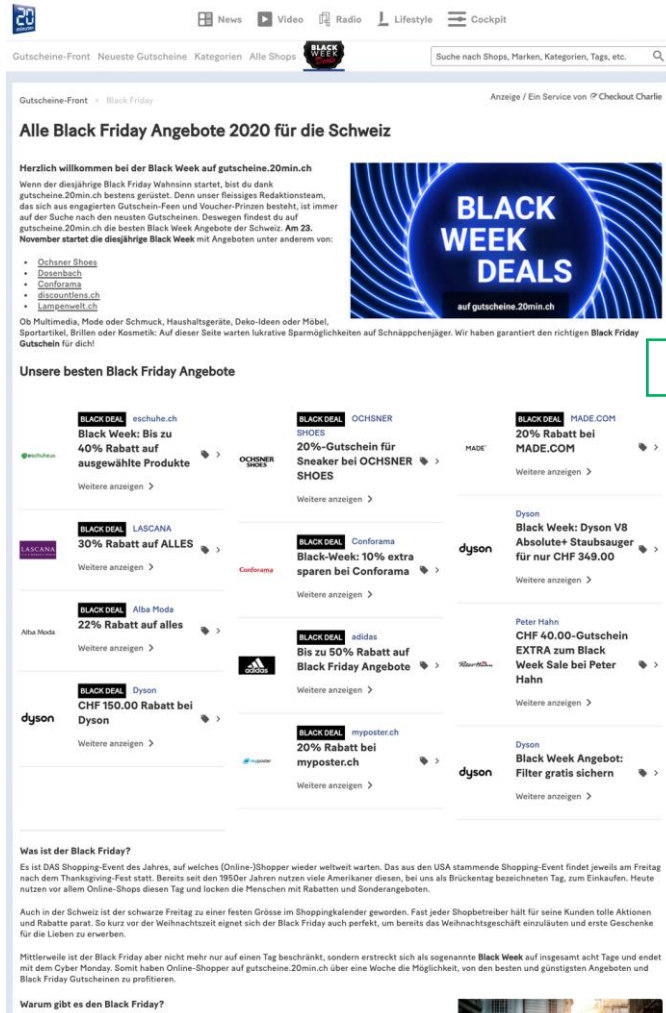 20
minuten
News Video Radio Lifestyle Cockpit
Gutscheine-Front Neueste Gutscheine Kategorien Alle Shops BLACK WEEK Deals Suche nach Shops, Marken, Kategorien, Tags, etc.
Gutscheine-Front > Black Friday
Anzeige / Ein Service von Checkout Charlie
Alle Black Friday Angebote 2020 für die Schweiz
Herzlich willkommen bei der Black Week auf gutscheine.20min.ch
Wenn der diesjährige Black Friday Wahnsinn startet, bist du dank
gutscheine.20min.ch bestens gerüstet. Denn unser fleissiges Redaktionsteam,
das sich aus engagierten Gutschein-Feen und Voucher-Prinzen besteht, ist immer
auf der Suche nach den neusten Gutscheinen. Deswegen findest du auf
gutscheine.20min.ch die besten Black Week Angebote der Schweiz. Am 23.
November startet die diesjährige Black Week mit Angeboten unter anderem von:
• Ochsner Shoes
• Dosenbach
• Conforama
• discountlens.ch
• Lampenwelt.ch
BLACK
WEEK
DEALS
auf gutscheine.20min.ch
Ob Multimedia, Mode oder Schmuck, Haushaltsgeräte, Deko-Ideen oder Möbel,
Sportartikel, Brillen oder Kosmetik: Auf dieser Seite warten lukrative Sparmöglichkeiten auf Schnäppchenjäger. Wir haben garantiert den richtigen Black Friday
Gutschein für dich!
Unsere besten Black Friday Angebote
eschuhe.ch
BLACK DEAL eschuhe.ch
Black Week: Bis zu
40% Rabatt auf
ausgewählte Produkte
Weitere anzeigen >
LASCANA
BLACK DEAL LASCANA
30% Rabatt auf ALLES
Weitere anzeigen >
Alba Moda
BLACK DEAL Alba Moda
22% Rabatt auf alles
Weitere anzeigen >
dyson
BLACK DEAL Dyson
CHF 150.00 Rabatt bei
Dyson
Weitere anzeigen >
OCHSNER
SHOES
BLACK DEAL OCHSNER
SHOES
20%-Gutschein für
Sneaker bei OCHSNER
SHOES
Weitere anzeigen >
Conforama
BLACK DEAL Conforama
Black-Week: 10% extra
sparen bei Conforama
Weitere anzeigen >
adidas
BLACK DEAL adidas
Bis zu 50% Rabatt auf
Black Friday Angebote
Weitere anzeigen >
myposter
BLACK DEAL myposter.ch
20% Rabatt bei
myposter.ch
Weitere anzeigen >
MADE
BLACK DEAL MADE.COM
20% Rabatt bei
MADE.COM
Weitere anzeigen >
dyson
Dyson
Black Week: Dyson V8
Absolute+ Staubsauger
für nur CHF 349.00
Weitere anzeigen >
Peter Hahn
Peter Hahn
CHF 40.00-Gutschein
EXTRA zum Black
Week Sale bei Peter
Hahn
Weitere anzeigen >
dyson
Dyson
Black Week Angebot:
Filter gratis sichern
Weitere anzeigen >
Was ist der Black Friday?
Es ist DAS Shopping-Event des Jahres, auf welches (Online-)Shopper wieder weltweit warten. Das aus den USA stammende Shopping-Event findet jeweils am Freitag
nach dem Thanksgiving-Fest statt. Bereits seit den 1950er Jahren nutzen viele Amerikaner diesen, bei uns als Brückentag bezeichneten Tag, zum Einkaufen. Heute
nutzen vor allem Online-Shops diesen Tag und locken die Menschen mit Rabatten und Sonderangeboten.
Auch in der Schweiz ist der schwarze Freitag zu einer festen Grösse im Shoppingkalender geworden. Fast jeder Shopbetreiber hält für seine Kunden tolle Aktionen
und Rabatte parat. So kurz vor der Weihnachtszeit eignet sich der Black Friday auch perfekt, um bereits das Weihnachtsgeschäft einzuläuten und erste Geschenke
für die Lieben zu erwerben.
Mittlerweile ist der Black Friday aber nicht mehr nur auf einen Tag beschränkt, sondern erstreckt sich als sogenannte Black Week auf insgesamt acht Tage und endet
mit dem Cyber Monday. Somit haben Online-Shopper auf gutscheine.20min.ch über eine Woche die Möglichkeit, von den besten und günstigsten Angeboten und
Black Friday Gutscheinen zu profitieren.
Warum gibt es den Black Friday?